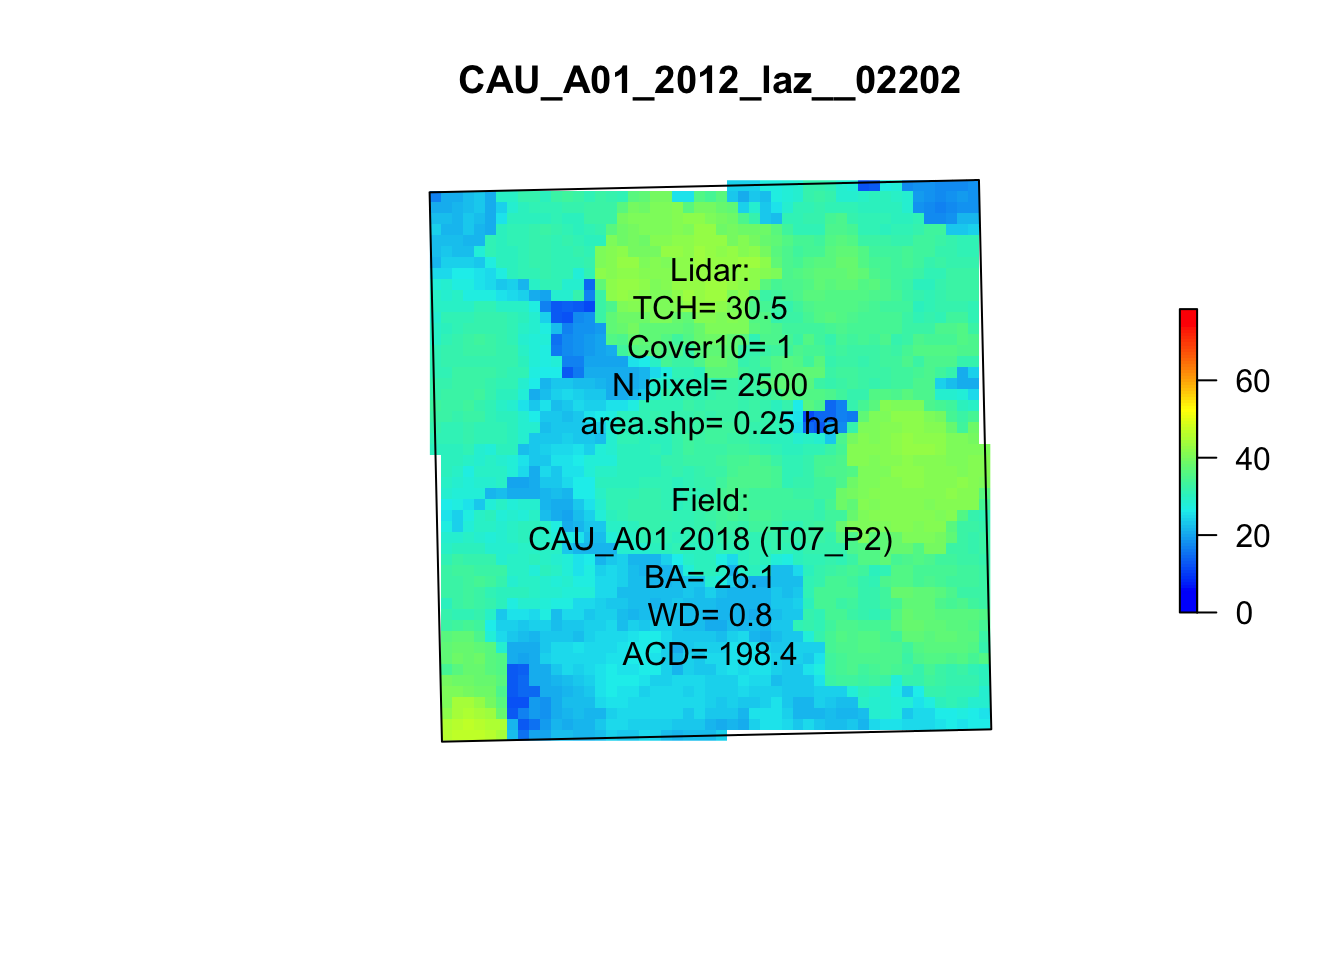 CAU_A01_2012_laz__02202
Lidar:
TCH= 30.5
Cover10= 1
N.pixel= 2500
area.shp= 0.25 ha
Field:
CAU_A01 2018 (T07_P2)
BA= 26.1
WD= 0.8
ACD= 198.4
60
40
20
0